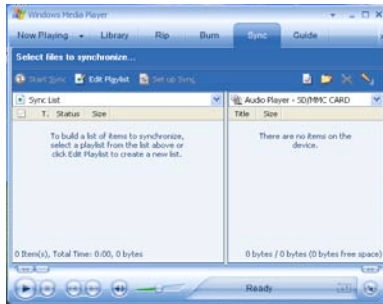 Windows Media Player
Now Playing Library Rip Burn Sync Guide
Select files to synchronize...
Start Sync Edit Playlist Set up Sync
Sync List
Audio Player - SD/MMC CARD
T. Status Size
Title Size
To build a list of items to synchronize,
select a playlist from the list above or
click Edit Playlist to create a new list.
There are no items on the
device.
0 Item(s), Total Time: 0:00, 0 bytes
0 bytes / 0 bytes (0 bytes free space)
Ready